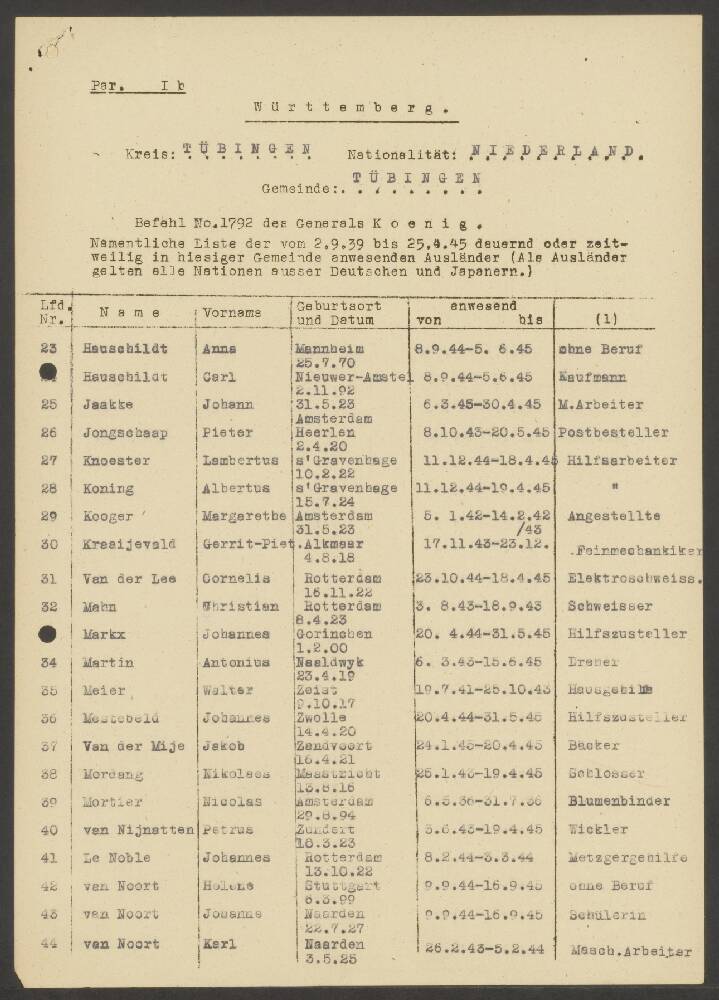 Par. I b
Württemberg.
Kreis: TÜBINGEN Nationalität: NIEDERLAND.
Gemeinde: TÜBINGEN
Befehl No.1792 des Generals Koenig.
Namentliche Liste der vom 2.9.39 bis 25.4.45 dauernd oder zeit-
weilig in hiesiger Gemeinde anwesenden Ausländer (Als Ausländer
gelten alle Nationen ausser Deutschen und Japanern.)
Lfd. Geburtsort anwesend
Nr. Name Vorname und Datum von bis (1)
23 Hauschildt Anna Mannheim 8.9.44-5. 6.45 ohne Beruf
25.7.70
Hauschildt Carl Nieuwer-Amstel 8.9.44-5.6.45 Kaufmann
2.11.92
25 Jaakke Johann 31.5.23 6.3.45-30.4.45 M.Arbeiter
Amsterdam
26 Jongschaap Pieter Heerlen 8.10.43-20.5.45 Postbesteller
2.4.20
27 Knoester Lambertus s'Gravenhage 11.12.44-18.4.45 Hilfsarbeiter
10.2.22
28 Koning Albertus s'Gravenhage 11.12.44-19.4.45 "
15.7.24
29 Kooger Margarethe Amsterdam 5. 1.42-14.2.42 Angestellte
31.5.23 /43
30 Kraaijeveld Gerrit-Piet. Alkmaar 17.11.43-23.12. Feinmechaniker
4.8.18
31 Van der Lee Cornelis Rotterdam 23.10.44-18.4.45 Elektroschweiss.
16.11.22
32 Mahn Christian Rotterdam 3. 8.43-18.9.43 Schweisser
8.4.23
Markx Johannes Gorinchen 20. 4.44-31.5.45 Hilfszusteller
1.2.00
34 Martin Antonius Naaldwyk 6. 3.43-15.6.45 Dreher
23.4.19
35 Meier Walter Zeist 19.7.41-25.10.43
9.10.17
36 Johannes Zwolle 20.4.44-31.5.45 Hilfszusteller
14.4.20
37 Van der Mije Jakob Zandvoort 24.1.45-20.4.45 Bäcker
16.4.21
38 Mordang Nikolaas Maastricht 25.1.43-19.4.45 Schlosser
13.8.16
39 Mortier Nicolas Amsterdam 6.5.36-31.7.36 Blumenbinder
29.8.94
40 van Nijnatten Petrus Zundert 3.6.43-19.4.45 Wickler
18.3.23
41 Le Noble Johannes Rotterdam 8.2.44-3.3.44 Metzgergehilfe
13.10.22
42 van Noort Helene Stuttgart 9.9.44-16.9.45 ohne Beruf
6.3.99
43 van Noort Johanna Naarden 9.9.44-16.9.45 Schülerin
22.7.27
44 van Noort Karl Naarden 26.2.43-5.2.44 Masch.Arbeiter
3.5.25